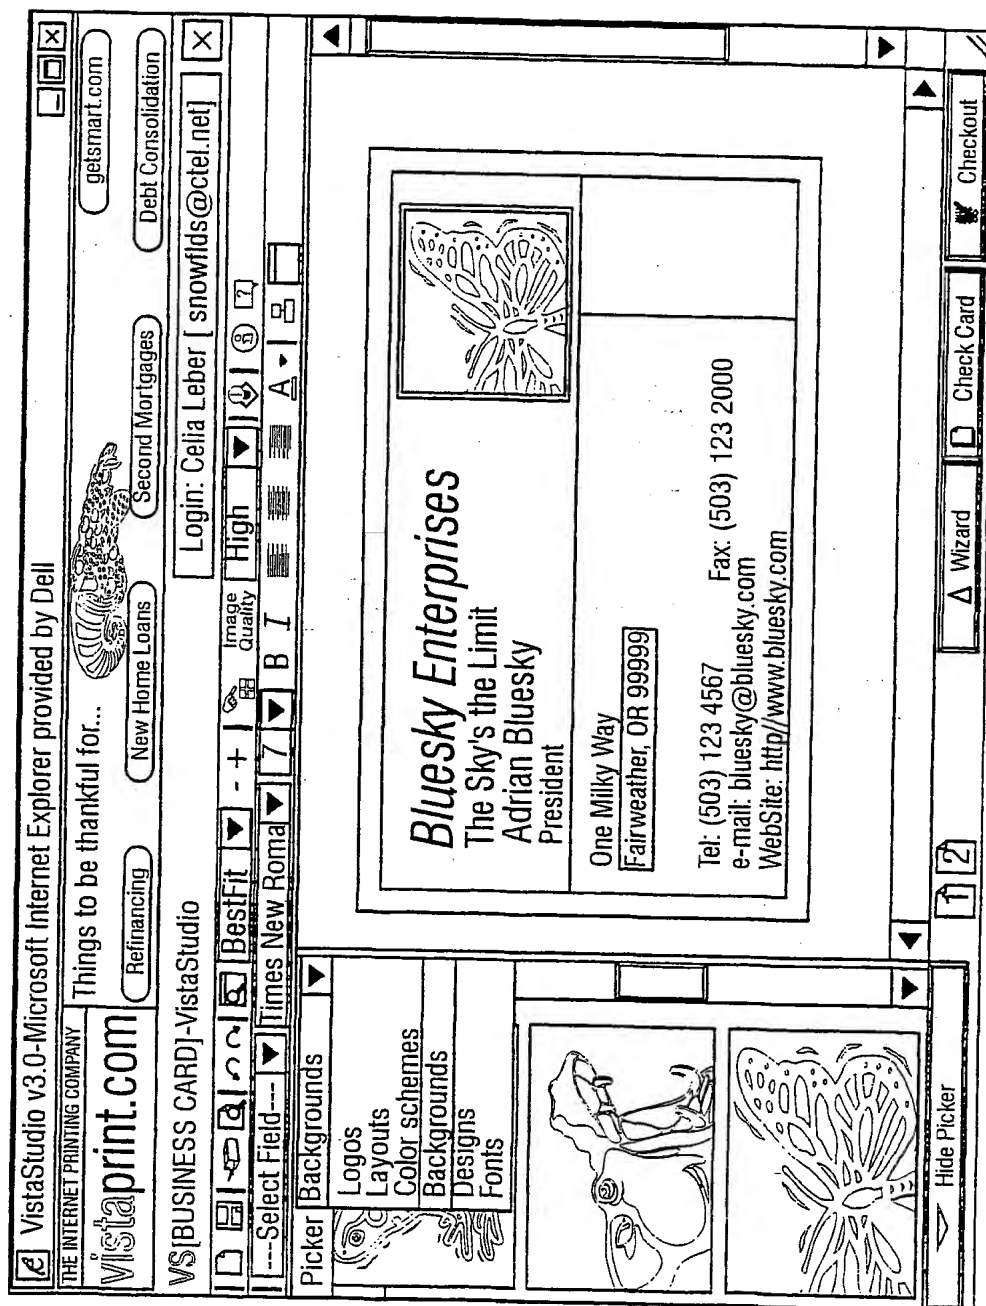 VistaStudio v3.0-Microsoft Internet Explorer provided by Dell
THE INTERNET PRINTING COMPANY
vistaprint.com
Things to be thankful for...
getsmart.com
Refinancing
New Home Loans
Second Mortgages
Debt Consolidation
VS[BUSINESS CARD]-VistaStudio
Login: Celia Leber [ snowflds@ctel.net]
BestFit
- +
Image
Quality
High
?
----Select Field----
Times New Roma
7
B I
A
Picker
Backgrounds
Logos
Layouts
Color schemes
Backgrounds
Designs
Fonts
Bluesky Enterprises
The Sky's the Limit
Adrian Bluesky
President
One Milky Way
Fairweather, OR 99999
Tel: (503) 123 4567 Fax: (503) 123 2000
e-mail: bluesky@bluesky.com
WebSite: http//www.bluesky.com
Hide Picker
1 2
Wizard
Check Card
Checkout